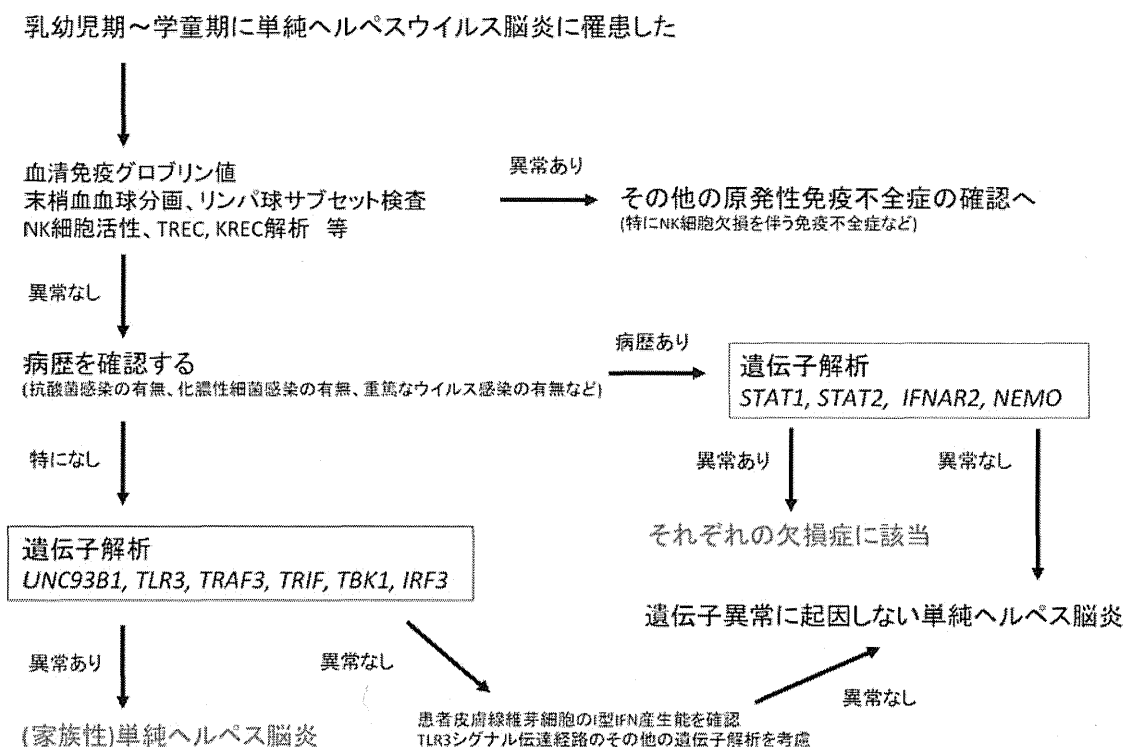 乳幼児期～学童期に単純ヘルペスウイルス脳炎に罹患した
血清免疫グロブリン値
末梢血血球分画、リンパ球サブセット検査
NK細胞活性、TREC, KREC解析　等
異常あり
その他の原発性免疫不全症の確認へ
(特にNK細胞欠損を伴う免疫不全症など)
異常なし
病歴を確認する
(抗酸菌感染の有無、化膿性細菌感染の有無、重篤なウイルス感染の有無など)
病歴あり
遺伝子解析
STAT1, STAT2, IFNAR2, NEMO
特になし
異常あり
異常なし
それぞれの欠損症に該当
遺伝子解析
UNC93B1, TLR3, TRAF3, TRIF, TBK1, IRF3
遺伝子異常に起因しない単純ヘルペス脳炎
異常あり
異常なし
異常なし
(家族性)単純ヘルペス脳炎
患者皮膚線維芽細胞のI型IFN産生能を確認
TLR3シグナル伝達経路のその他の遺伝子解析を考慮